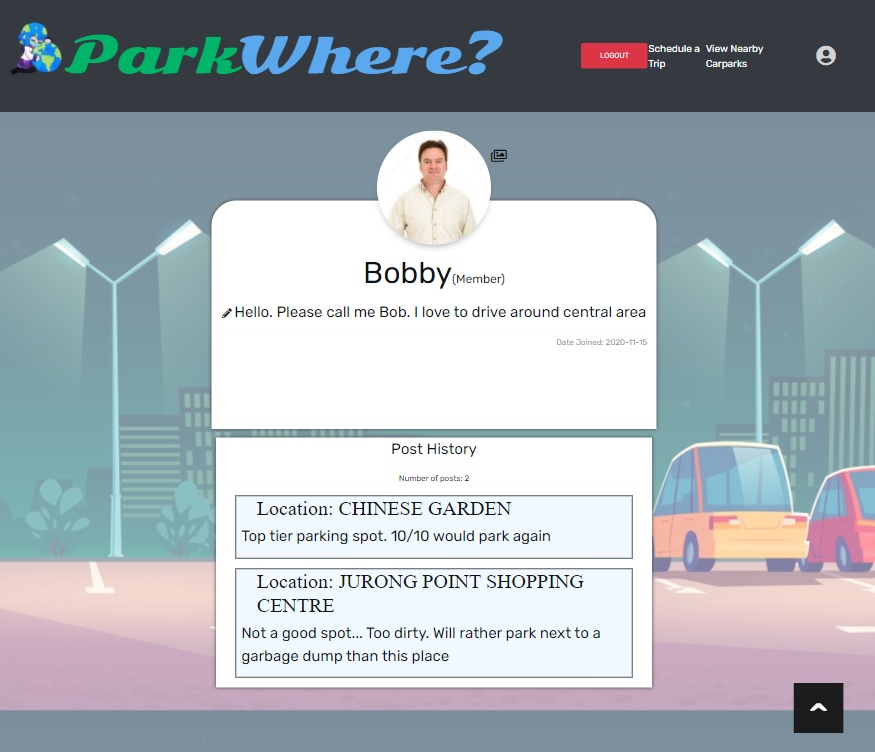 ParkWhere?
LOGOUT
Schedule a
Trip
View Nearby
Carparks
Bobby(Member)
Hello. Please call me Bob. I love to drive around central area
Date Joined: 2020-11-15
Post History
Number of posts: 2
Location: CHINESE GARDEN
Top tier parking spot. 10/10 would park again
Location: JURONG POINT SHOPPING
CENTRE
Not a good spot... Too dirty. Will rather park next to a
garbage dump than this place